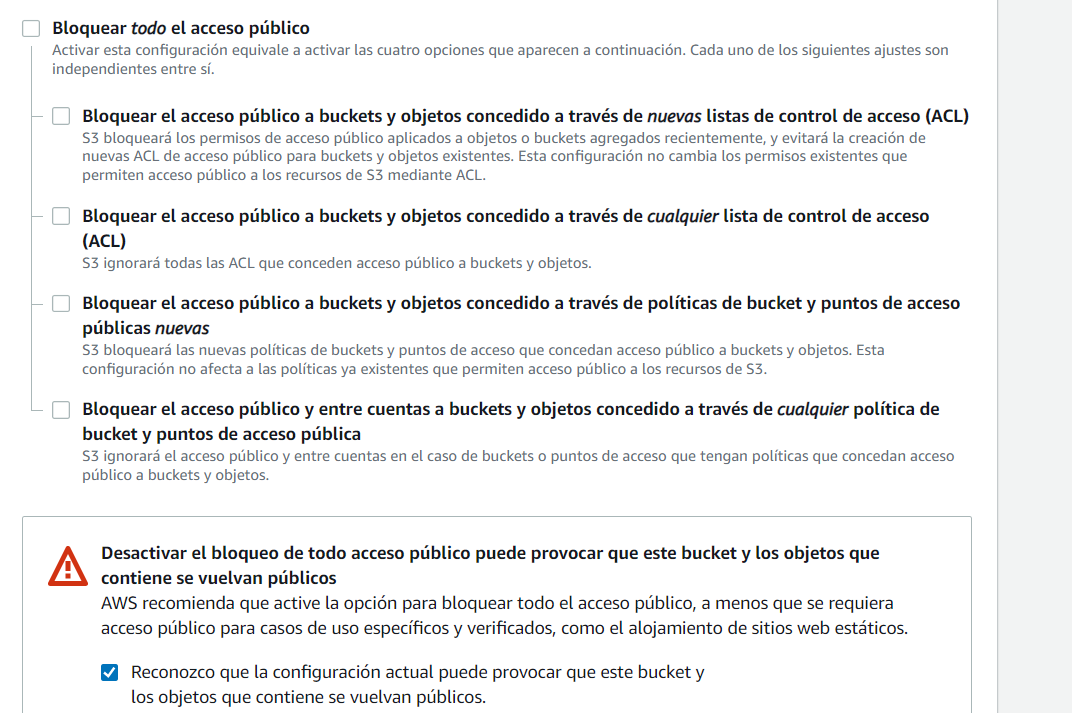 Bloquear todo el acceso público
Activar esta configuración equivale a activar las cuatro opciones que aparecen a continuación. Cada uno de los siguientes ajustes son
independientes entre sí.
Bloquear el acceso público a buckets y objetos concedido a través de nuevas listas de control de acceso (ACL)
S3 bloqueará los permisos de acceso público aplicados a objetos o buckets agregados recientemente, y evitará la creación de
nuevas ACL de acceso público para buckets y objetos existentes. Esta configuración no cambia los permisos existentes que
permiten acceso público a los recursos de S3 mediante ACL.
Bloquear el acceso público a buckets y objetos concedido a través de cualquier lista de control de acceso
(ACL)
S3 ignorará todas las ACL que conceden acceso público a buckets y objetos.
Bloquear el acceso público a buckets y objetos concedido a través de políticas de bucket y puntos de acceso
públicas nuevas
S3 bloqueará las nuevas políticas de buckets y puntos de acceso que concedan acceso público a buckets y objetos. Esta
configuración no afecta a las políticas ya existentes que permiten acceso público a los recursos de S3.
Bloquear el acceso público y entre cuentas a buckets y objetos concedido a través de cualquier política de
bucket y puntos de acceso pública
S3 ignorará el acceso público y entre cuentas en el caso de buckets o puntos de acceso que tengan políticas que concedan acceso
público a buckets y objetos.
Desactivar el bloqueo de todo acceso público puede provocar que este bucket y los objetos que
contiene se vuelvan públicos
AWS recomienda que active la opción para bloquear todo el acceso público, a menos que se requiera
acceso público para casos de uso específicos y verificados, como el alojamiento de sitios web estáticos.
Reconozco que la configuración actual puede provocar que este bucket y
los objetos que contiene se vuelvan públicos.